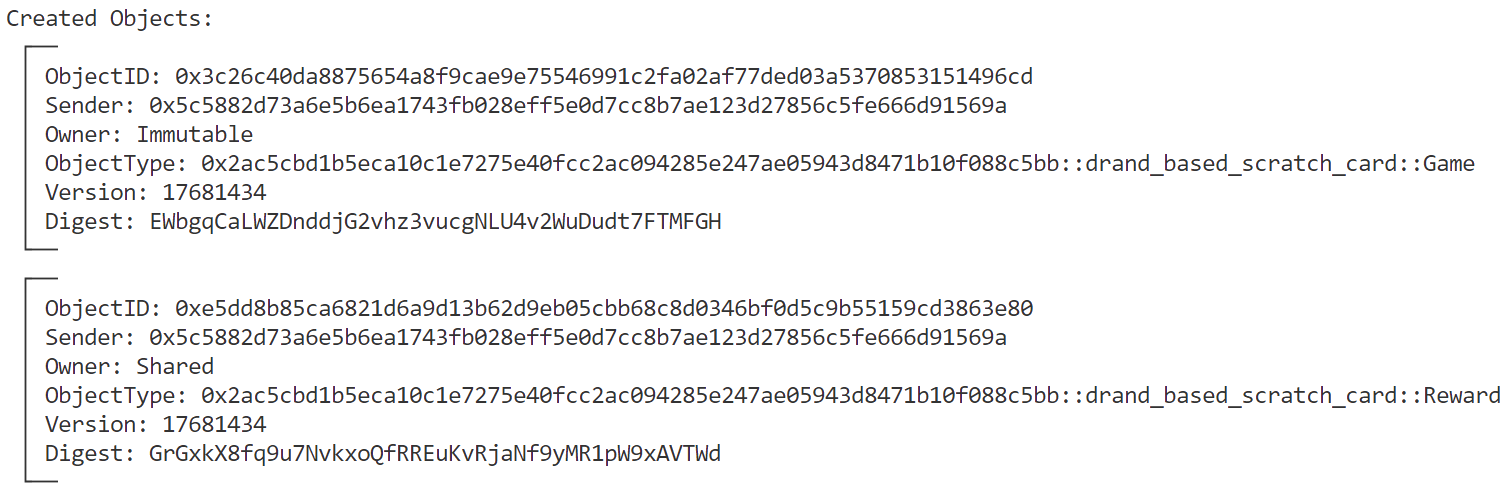 Created Objects:
ObjectID: 0x3c26c40da8875654a8f9cae9e75546991c2fa02af77ded03a5370853151496cd
Sender: 0x5c5882d73a6e5b6ea1743fb028eff5e0d7cc8b7ae123d27856c5fe666d91569a
Owner: Immutable
ObjectType: 0x2ac5cbd1b5eca10c1e7275e40fcc2ac094285e247ae05943d8471b10f088c5bb::drand_based_scratch_card::Game
Version: 17681434
Digest: EWbgqCaLWZDnddjG2vhz3vucgNLU4v2WuDudt7FTMFGH
ObjectID: 0xe5dd8b85ca6821d6a9d13b62d9eb05cbb68c8d0346bf0d5c9b55159cd3863e80
Sender: 0x5c5882d73a6e5b6ea1743fb028eff5e0d7cc8b7ae123d27856c5fe666d91569a
Owner: Shared
ObjectType: 0x2ac5cbd1b5eca10c1e7275e40fcc2ac094285e247ae05943d8471b10f088c5bb::drand_based_scratch_card::Reward
Version: 17681434
Digest: GrGxkX8fq9u7NvkxoQfRREuKvRjaNf9yMR1pW9xAVTWd